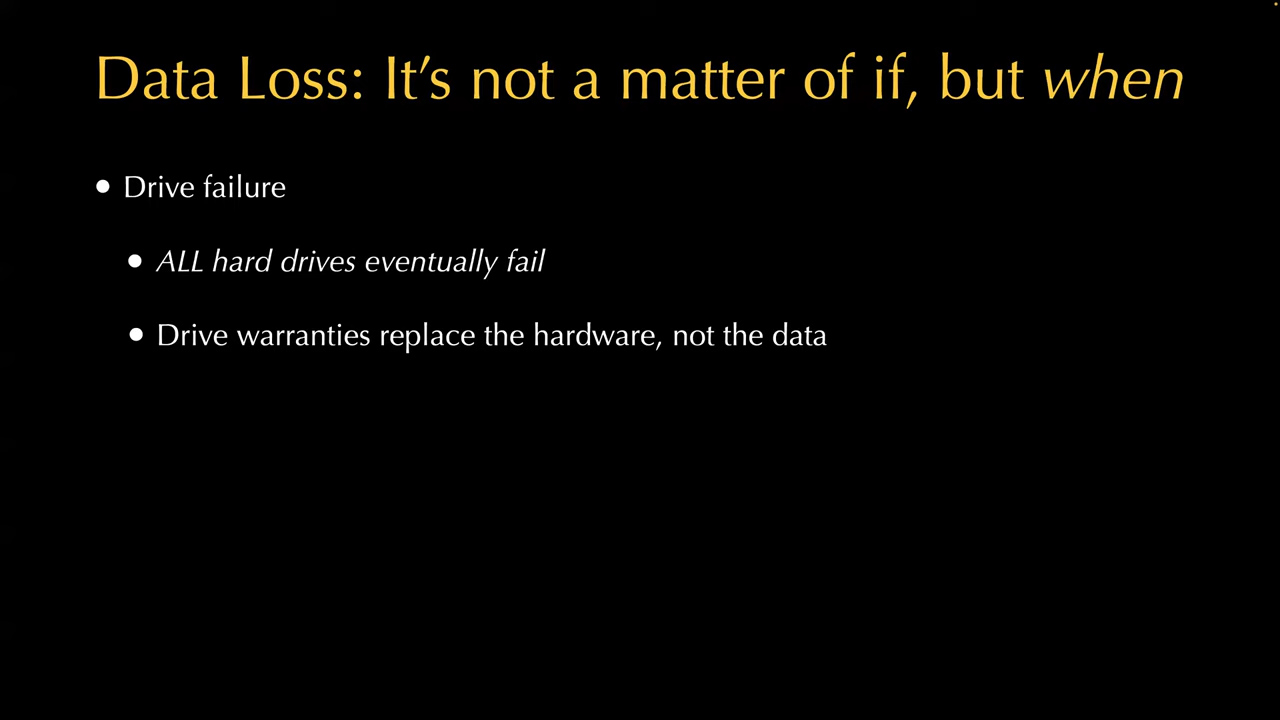 Data Loss: It’s not a matter of if, but when
• Drive failure
• ALL hard drives eventually fail
• Drive warranties replace the hardware, not the data